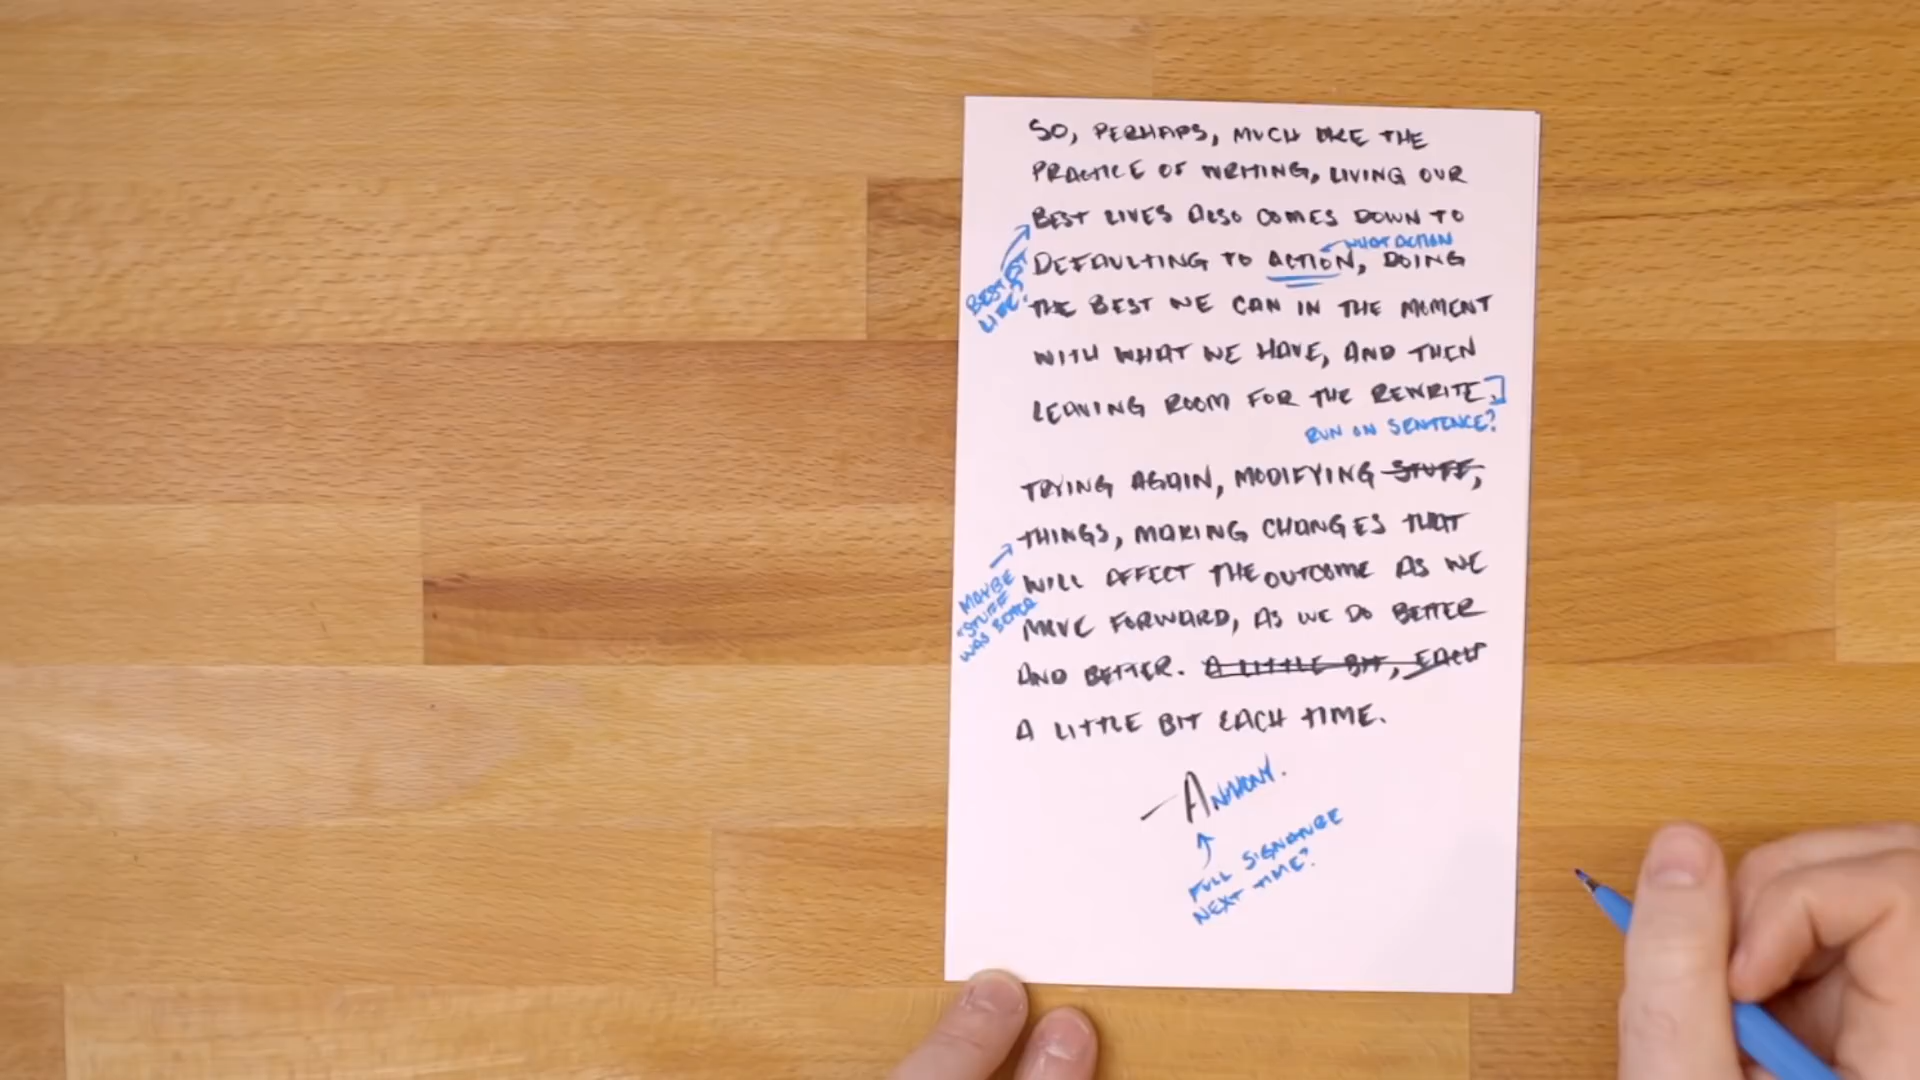 SO, PERHAPS, MUCH LIKE THE
PRACTICE OF WRITING, LIVING OUR
BEST LIVES ALSO COMES DOWN TO
WHAT ACTION
DEFAULTING TO ACTION, DOING
BEST EST
LIFE?
THE BEST WE CAN IN THE MOMENT
WITH WHAT WE HAVE, AND THEN
LEAVING ROOM FOR THE REWRITE.
RUN ON SENTENCE?
TRYING AGAIN, MODIFYING STUFF,
THINGS, MAKING CHANGES THAT
WILL AFFECT THE OUTCOME AS WE
MAYBE
"STUFF
WAS BETTER
MOVE FORWARD, AS WE DO BETTER
AND BETTER. A LITTLE BIT, EACH
A LITTLE BIT EACH TIME.
—ANTHONY.
FULL SIGNANCE
NEXT TIME?